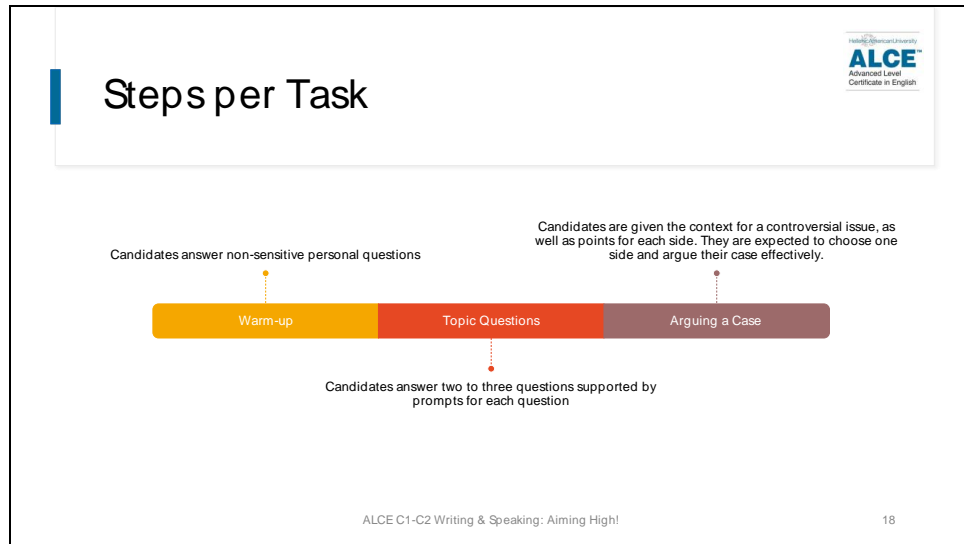 Hellenic American University
ALCE™
Advanced Level
Certificate in English
Steps per Task
Candidates are given the context for a controversial issue, as
well as points for each side. They are expected to choose one
side and argue their case effectively.
Candidates answer non-sensitive personal questions
Warm-up
Topic Questions
Arguing a Case
Candidates answer two to three questions supported by
prompts for each question
ALCE C1-C2 Writing & Speaking: Aiming High!
18